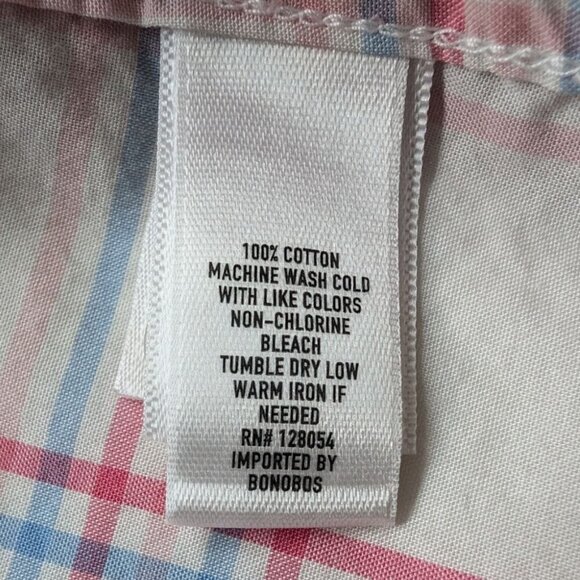 100% COTTON
MACHINE WASH COLD
WITH LIKE COLORS
NON-CHLORINE
BLEACH
TUMBLE DRY LOW
WARM IRON IF
NEEDED
RN# 128054
IMPORTED BY
BONOBOS